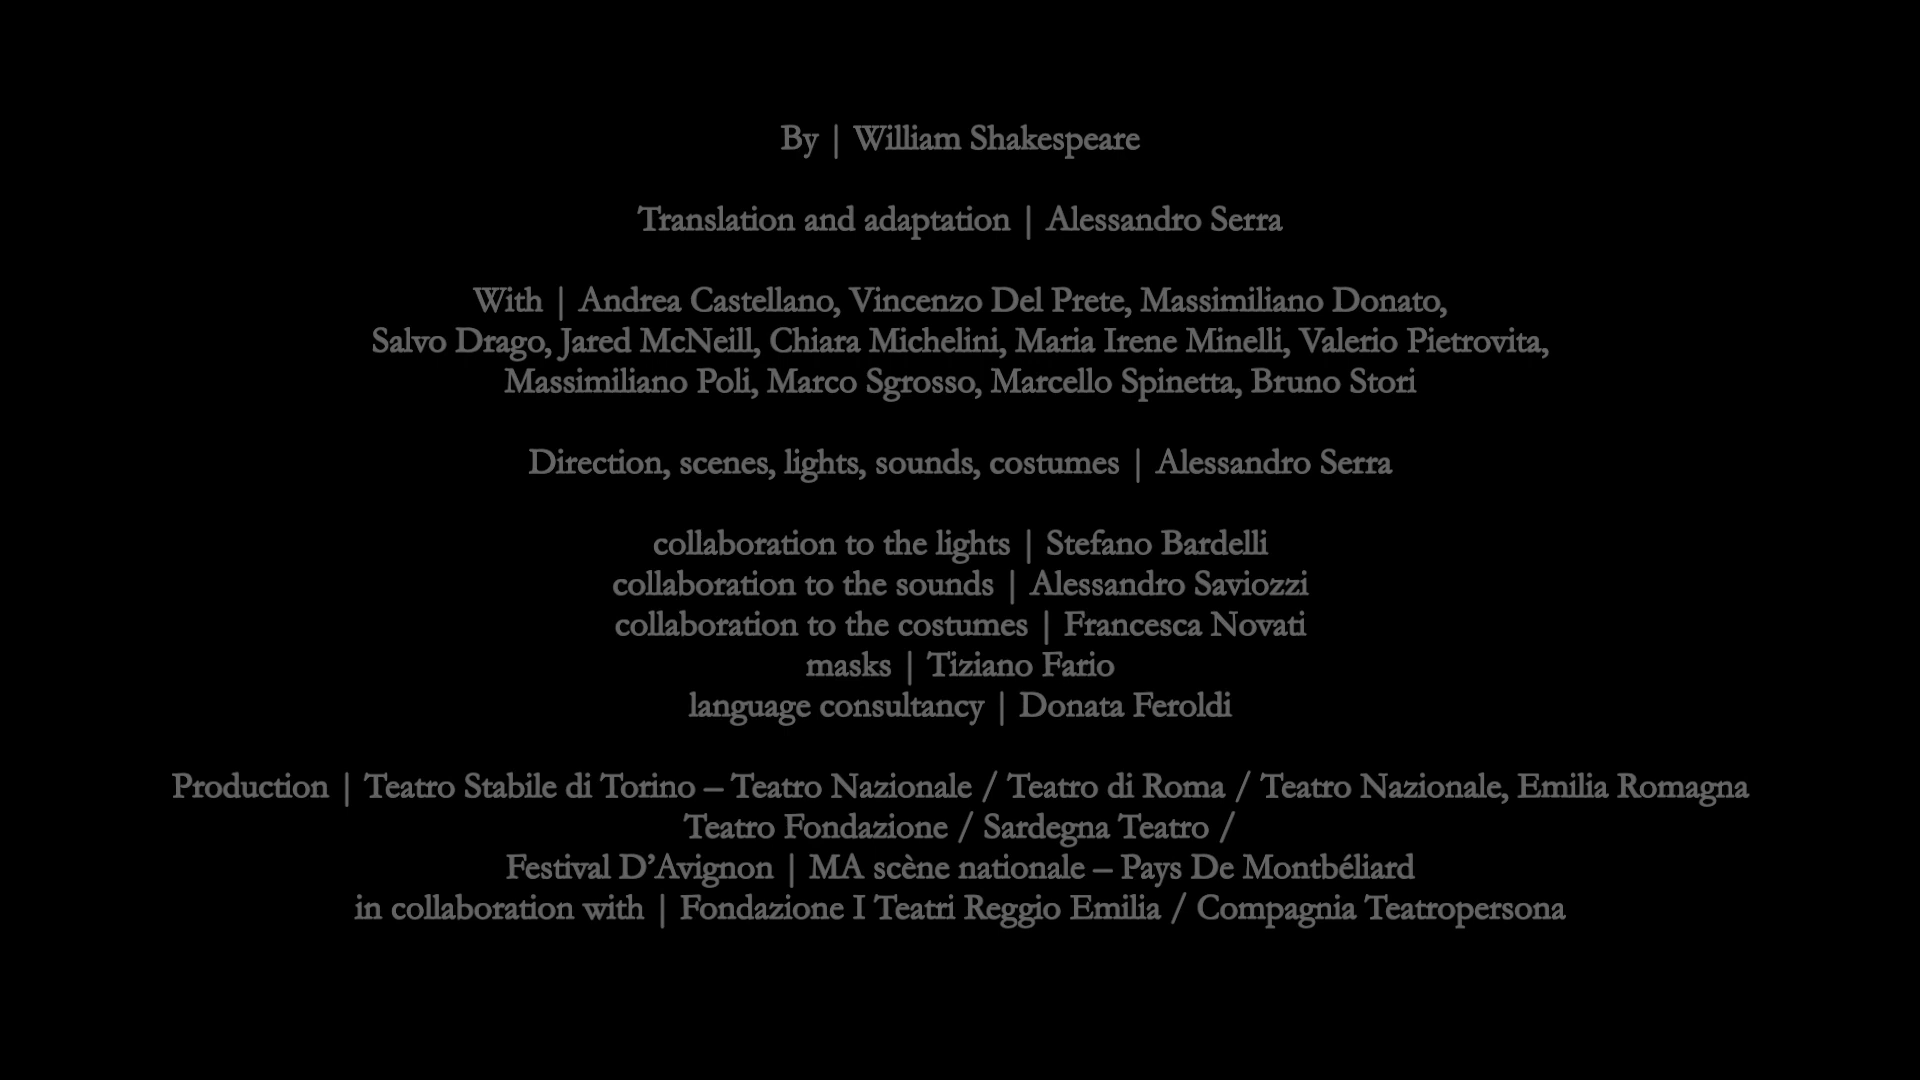 By | William Shakespeare
Translation and adaptation | Alessandro Serra
With | Andrea Castellano, Vincenzo Del Prete, Massimiliano Donato,
Salvo Drago, Jared McNeill, Chiara Michelini, Maria Irene Minelli, Valerio Pietrovita,
Massimiliano Poli, Marco Sgrosso, Marcello Spinetta, Bruno Stori
Direction, scenes, lights, sounds, costumes | Alessandro Serra
collaboration to the lights | Stefano Bardelli
collaboration to the sounds | Alessandro Saviozzi
collaboration to the costumes | Francesca Novati
masks | Tiziano Fario
language consultancy | Donata Feroldi
Production | Teatro Stabile di Torino – Teatro Nazionale / Teatro di Roma / Teatro Nazionale, Emilia Romagna
Teatro Fondazione / Sardegna Teatro /
Festival D’Avignon | MA scène nationale – Pays De Montbéliard
in collaboration with | Fondazione I Teatri Reggio Emilia / Compagnia Teatropersona